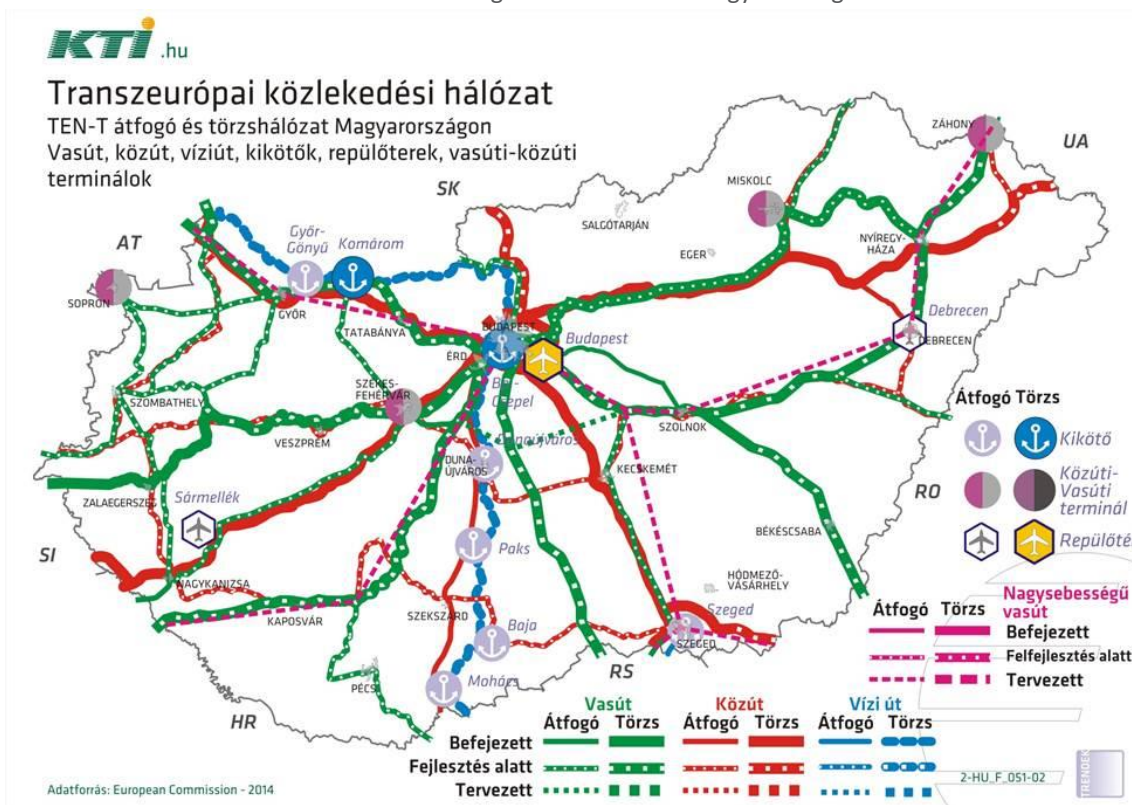 KTI .hu
Transzeurópai közlekedési hálózat
TEN-T átfogó és törzshálózat Magyarországon
Vasút, közút, víziút, kikötők, repülőterek, vasúti-közúti
terminálok
SK
UA
AT
SI
HR
RS
RO
ZÁHONY
MISKOLC
SALGÓTARJÁN
EGER
NYÍREGY-
HÁZA
Debrecen
DEBRECEN
Győr-
Gönyű
Komárom
SOPRON
GYŐR
TATABÁNYA
BUDAPEST
Budapest
ÉRD
Csepel
SZÉKES-
FEHÉRVÁR
SZOMBATHELY
VESZPRÉM
Dunaújváros
DUNA-
ÚJVÁROS
SZOLNOK
KECSKEMÉT
ZALAEGERSZEG
Sármellék
Paks
BÉKÉSCSABA
NAGYKANIZSA
HÓDMEZŐ-
VÁSÁRHELY
KAPOSVÁR
SZEKSZÁRD
Baja
Szeged
SZEGED
PÉCS
Mohács
Átfogó Törzs
Kikötő
Közúti-
Vasúti
terminál
Nagysebességű
vasút
Átfogó Törzs
Befejezett
Felfejlesztés alatt
Tervezett
Vasút Közút Vízi út
Átfogó Törzs Átfogó Törzs Átfogó Törzs
Befejezett
Fejlesztés alatt
Tervezett
Adatforrás: European Commission - 2014
2-HU_F_051-02
TRENDEK